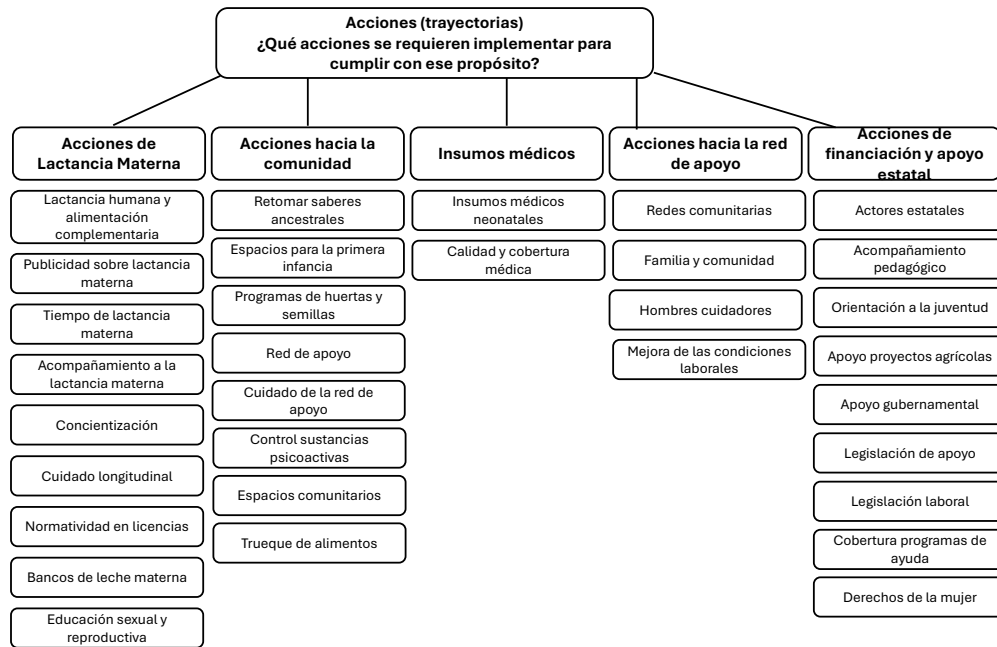 Acciones (trayectorias)
¿Qué acciones se requieren implementar para
cumplir con ese propósito?
Acciones de
Lactancia Materna
Lactancia humana y
alimentación
complementaria
Publicidad sobre lactancia
materna
Tiempo de lactancia
materna
Acompañamiento a la
lactancia materna
Concientización
Cuidado longitudinal
Normatividad en licencias
Bancos de leche materna
Educación sexual y
reproductiva
Acciones hacia la
comunidad
Retomar saberes
ancestrales
Espacios para la primera
infancia
Programas de huertas y
semillas
Red de apoyo
Cuidado de la red de
apoyo
Control sustancias
psicoactivas
Espacios comunitarios
Trueque de alimentos
Insumos médicos
Insumos médicos
neonatales
Calidad y cobertura
médica
Acciones hacia la red
de apoyo
Redes comunitarias
Familia y comunidad
Hombres cuidadores
Mejora de las condiciones
laborales
Acciones de
financiación y apoyo
estatal
Actores estatales
Acompañamiento
pedagógico
Orientación a la juventud
Apoyo proyectos agrícolas
Apoyo gubernamental
Legislación de apoyo
Legislación laboral
Cobertura programas de
ayuda
Derechos de la mujer